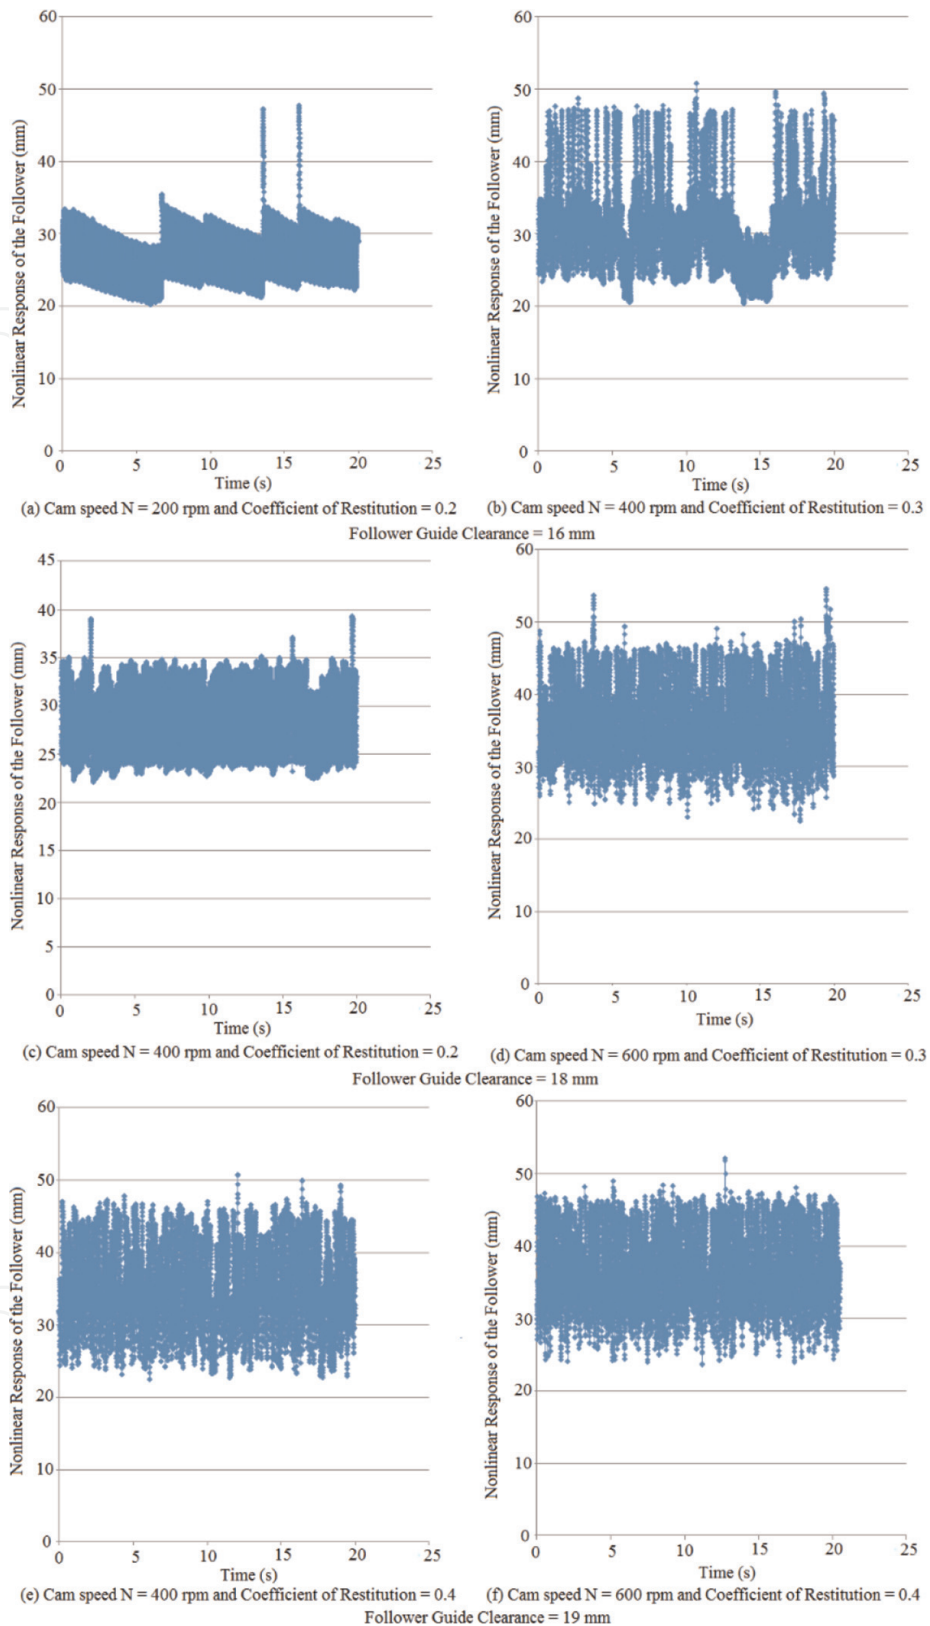 60
50
40
30
20
10
0
0 5 10 15 20 25
Nonlinear Response of the Follower (mm)
Time (s)
(a) Cam speed N = 200 rpm and Coefficient of Restitution = 0.2
60
50
40
30
20
10
0
0 5 10 15 20 25
Nonlinear Response of the Follower (mm)
Time (s)
(b) Cam speed N = 400 rpm and Coefficient of Restitution = 0.3
Follower Guide Clearance = 16 mm
45
40
35
30
25
20
15
10
5
0
0 5 10 15 20 25
Nonlinear Response of the Follower (mm)
Time (s)
(c) Cam speed N = 400 rpm and Coefficient of Restitution = 0.2
60
50
40
30
20
10
0
0 5 10 15 20 25
Nonlinear Response of the Follower (mm)
Time (s)
(d) Cam speed N = 600 rpm and Coefficient of Restitution = 0.3
Follower Guide Clearance = 18 mm
60
50
40
30
20
10
0
0 5 10 15 20 25
Nonlinear Response of the Follower (mm)
Time (s)
(e) Cam speed N = 400 rpm and Coefficient of Restitution = 0.4
60
50
40
30
20
10
0
0 5 10 15 20 25
Nonlinear Response of the Follower (mm)
Time (s)
(f) Cam speed N = 600 rpm and Coefficient of Restitution = 0.4
Follower Guide Clearance = 19 mm